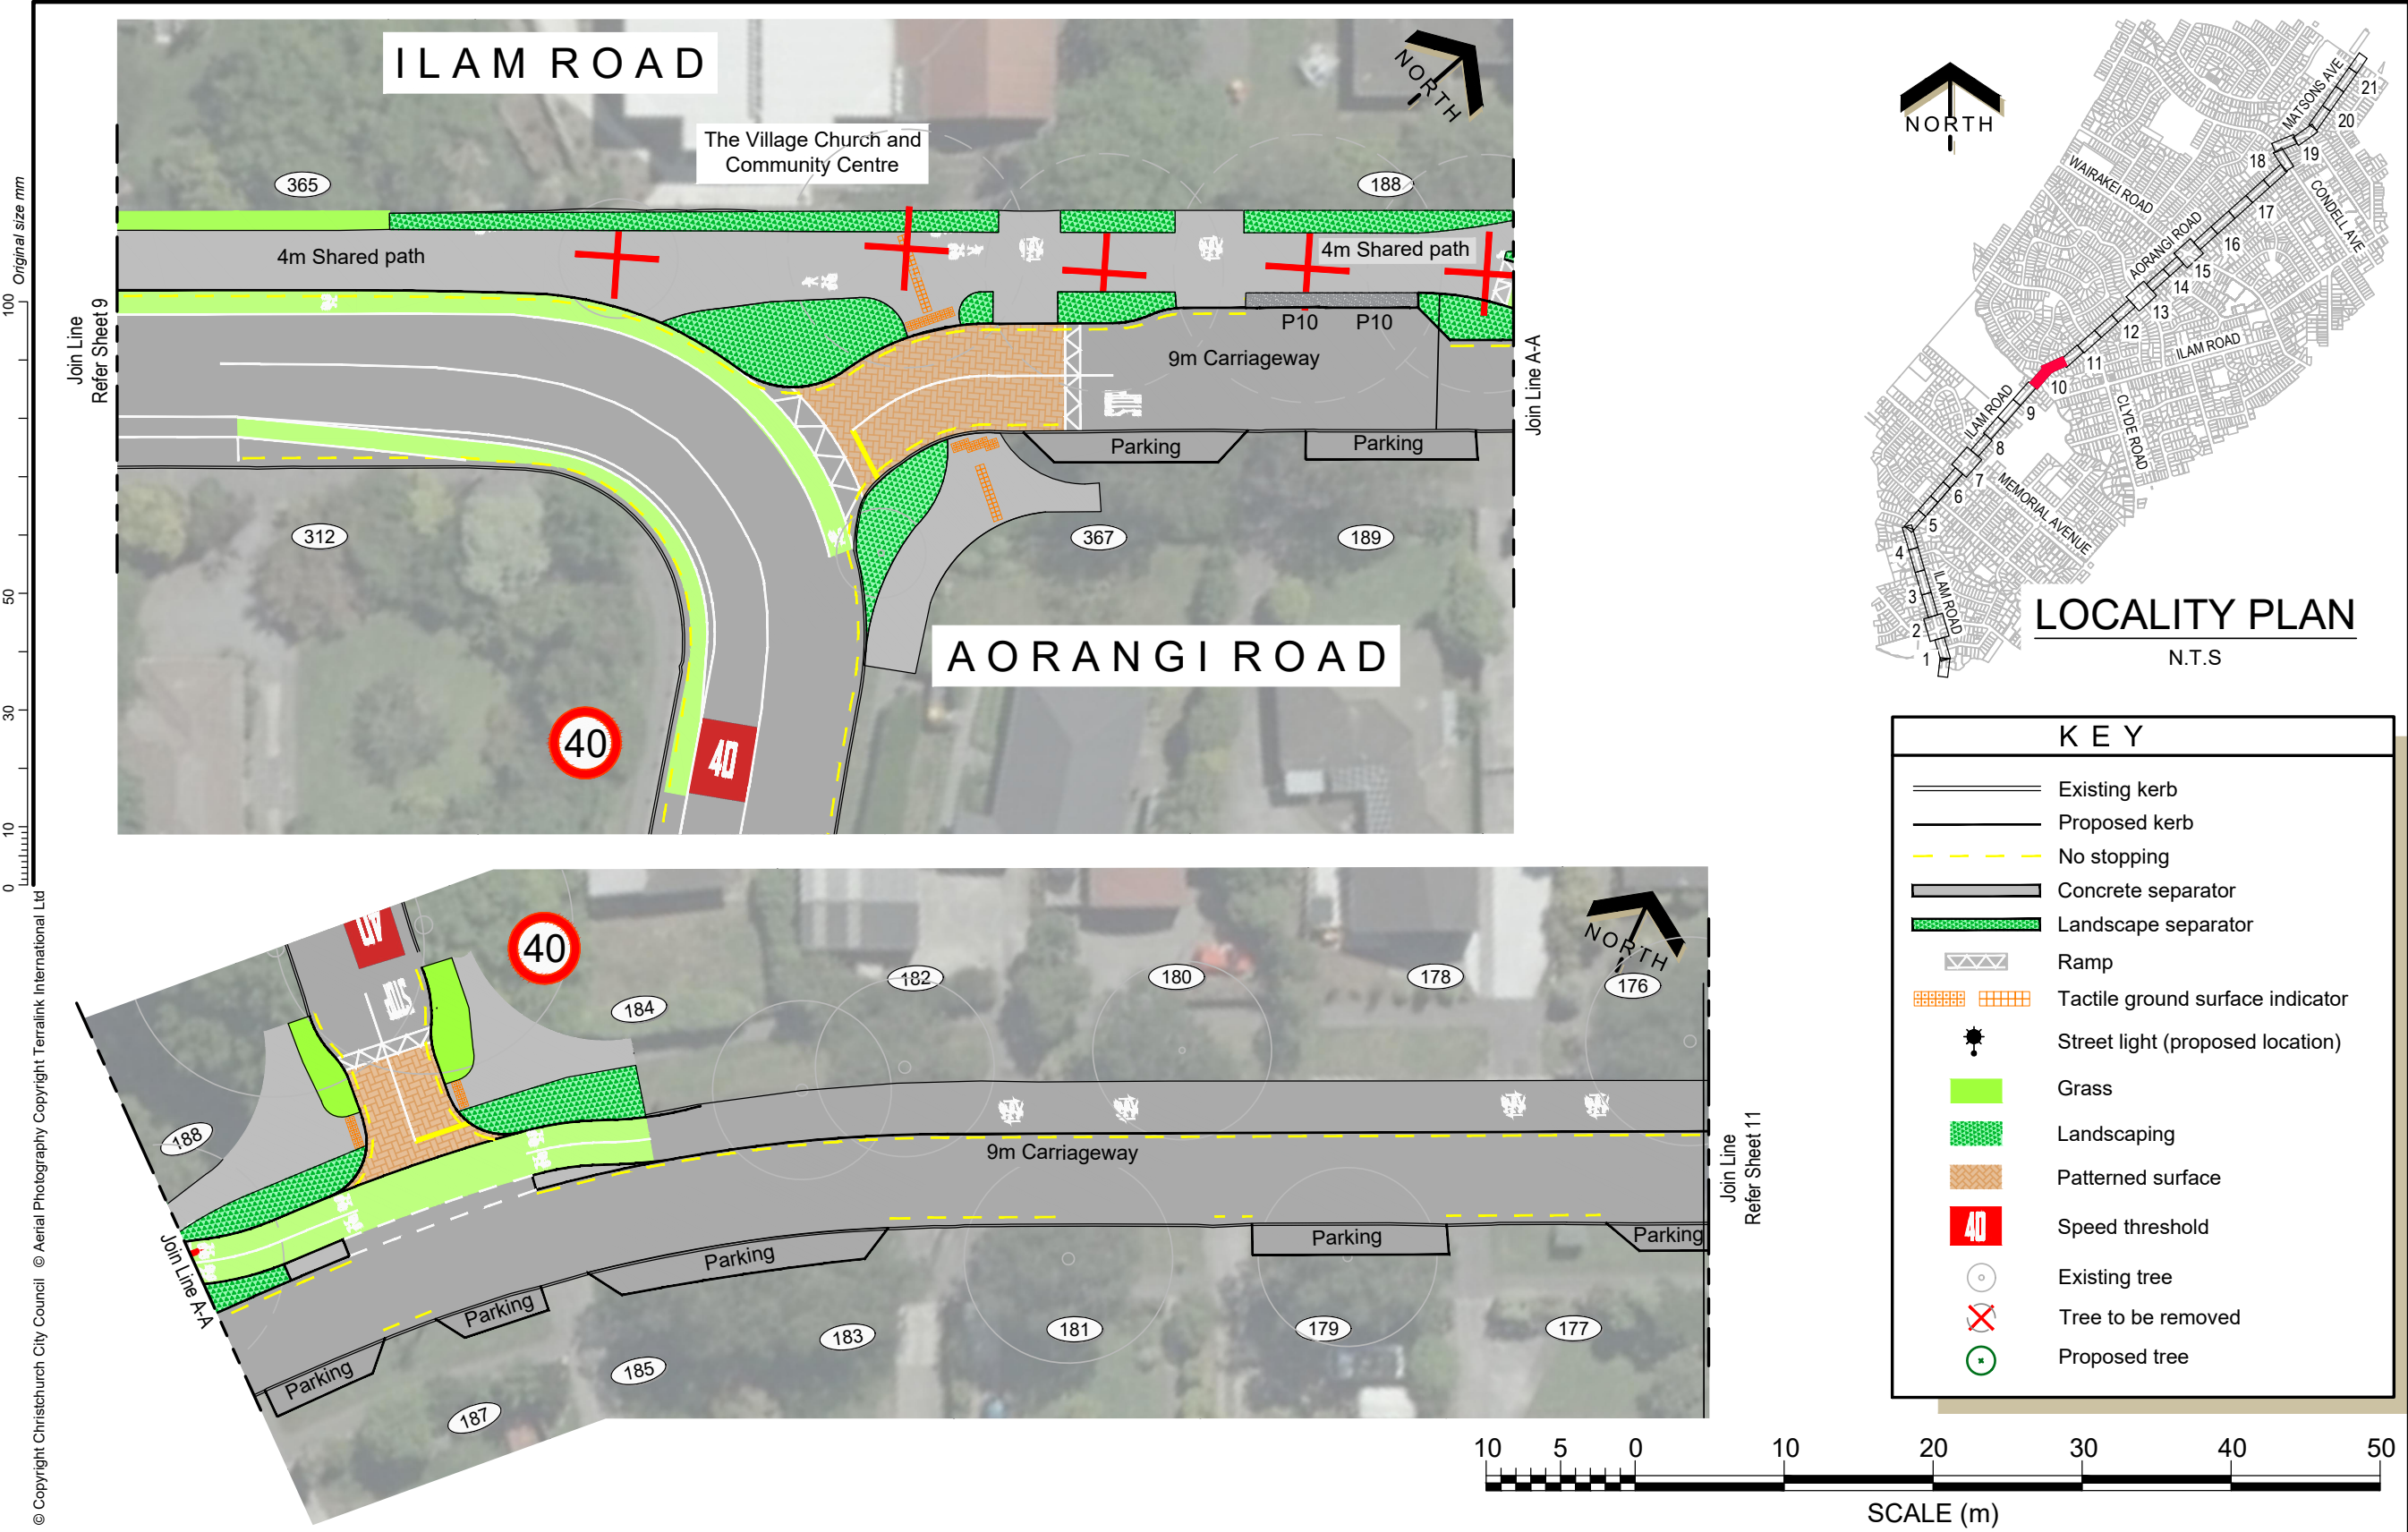 ILAM ROAD
NORTH
The Village Church and
Community Centre
365
188
4m Shared path
4m Shared path
P10
P10
9m Carriageway
BUS
Parking
Parking
312
367
189
AORANGI ROAD
40
40
Join Line
Refer Sheet 9
Join Line A-A
Original size mm
100
50
30
10
0
© Copyright Christchurch City Council © Aerial Photography Copyright Terralink International Ltd
40
40
NORTH
182
180
178
176
184
188
9m Carriageway
Parking
Parking
Parking
Parking
Parking
183
181
179
177
185
187
Join Line A-A
Join Line
Refer Sheet 11
NORTH
MATSONS AVE
21
20
19
18
WAIRAKEI ROAD
CONDELL AVE
17
AORANGI ROAD
16
15
14
13
12
ILAM ROAD
11
10
ILAM ROAD
9
CLYDE ROAD
8
7
6
MEMORIAL AVENUE
5
4
3
ILAM ROAD
2
1
LOCALITY PLAN
N.T.S
KEY
Existing kerb
Proposed kerb
No stopping
Concrete separator
Landscape separator
Ramp
Tactile ground surface indicator
Street light (proposed location)
Grass
Landscaping
Patterned surface
40
Speed threshold
Existing tree
Tree to be removed
Proposed tree
10 5 0 10 20 30 40 50
SCALE (m)